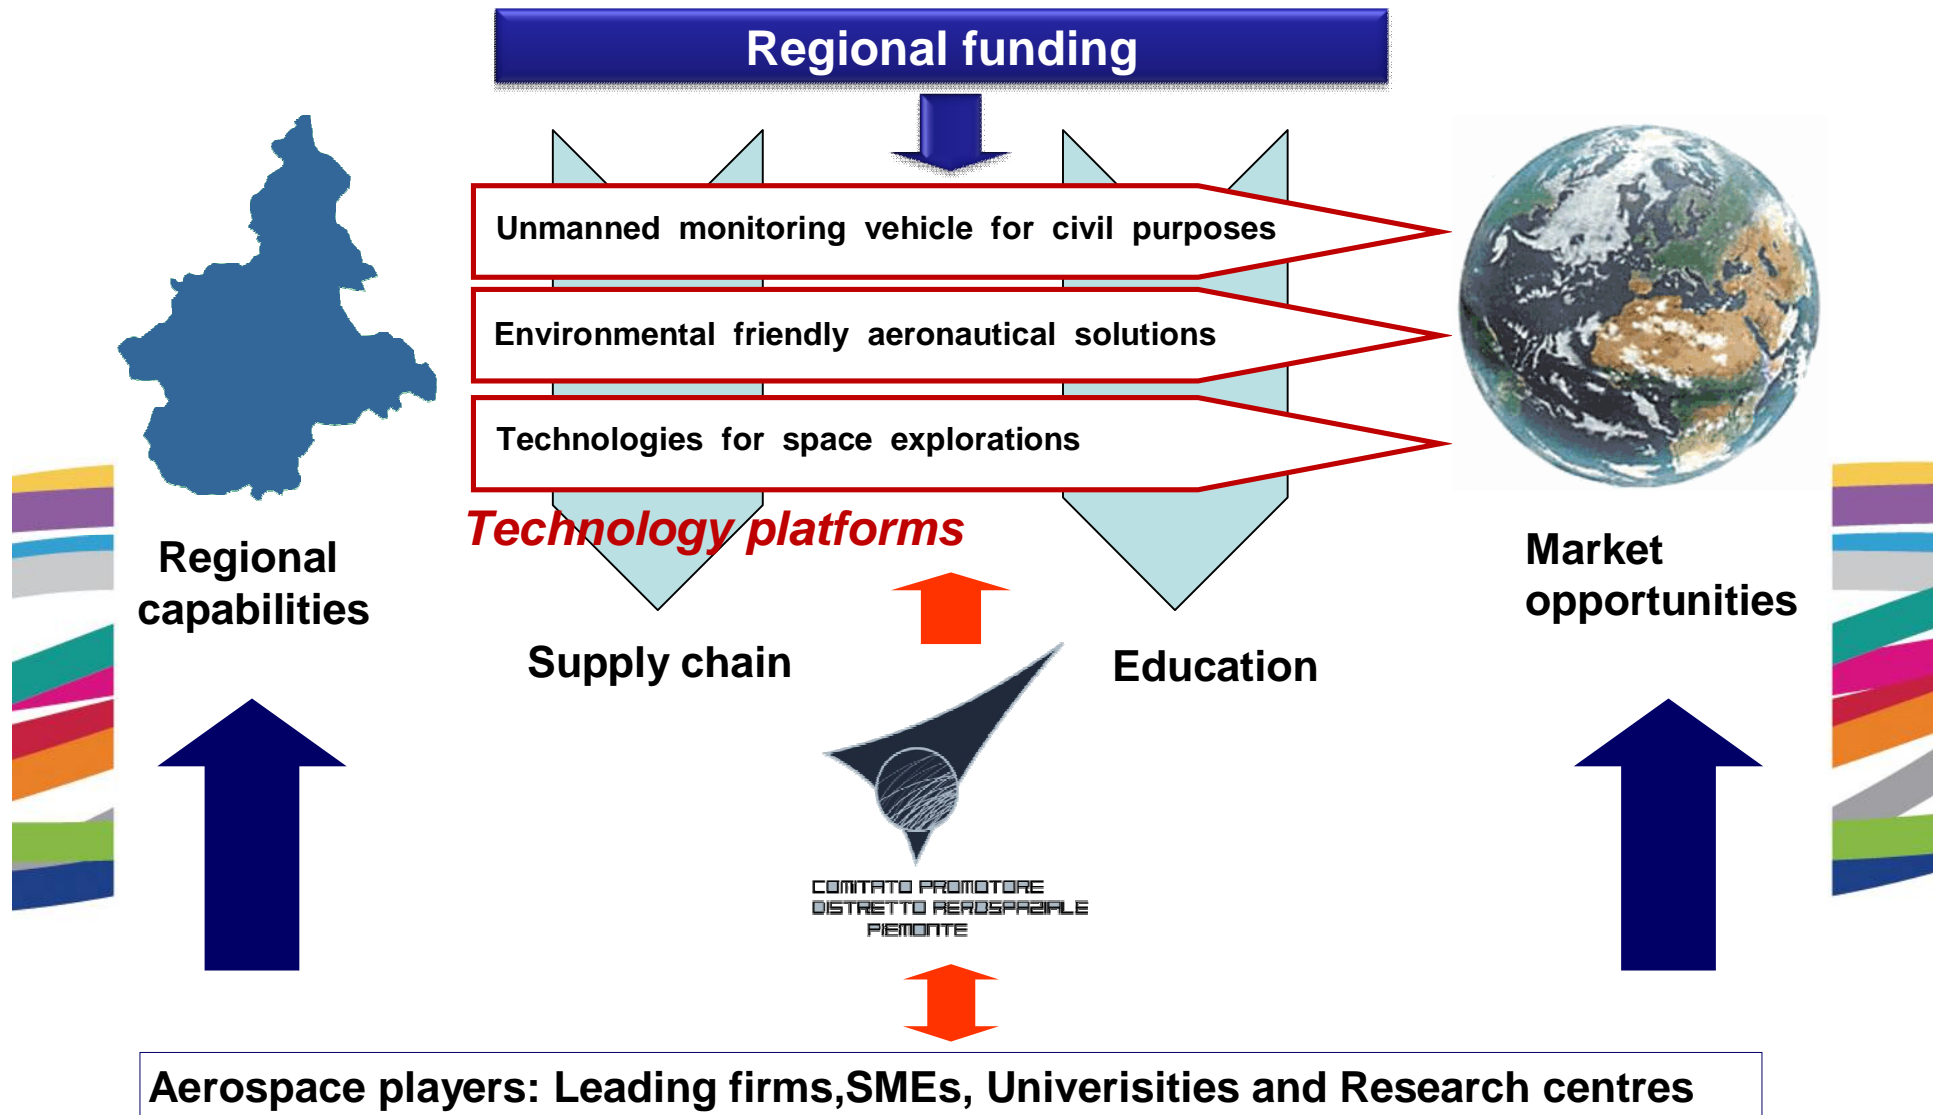 Regional funding
Unmanned monitoring vehicle for civil purposes
Environmental friendly aeronautical solutions
Technologies for space explorations
Technology platforms
Regional
capabilities
Market
opportunities
Supply chain
Education
COMITATO PROMOTORE
DISTRETTO AEROSPAZIALE
PIEMONTE
Aerospace players: Leading firms,SMEs, Univerisities and Research centres